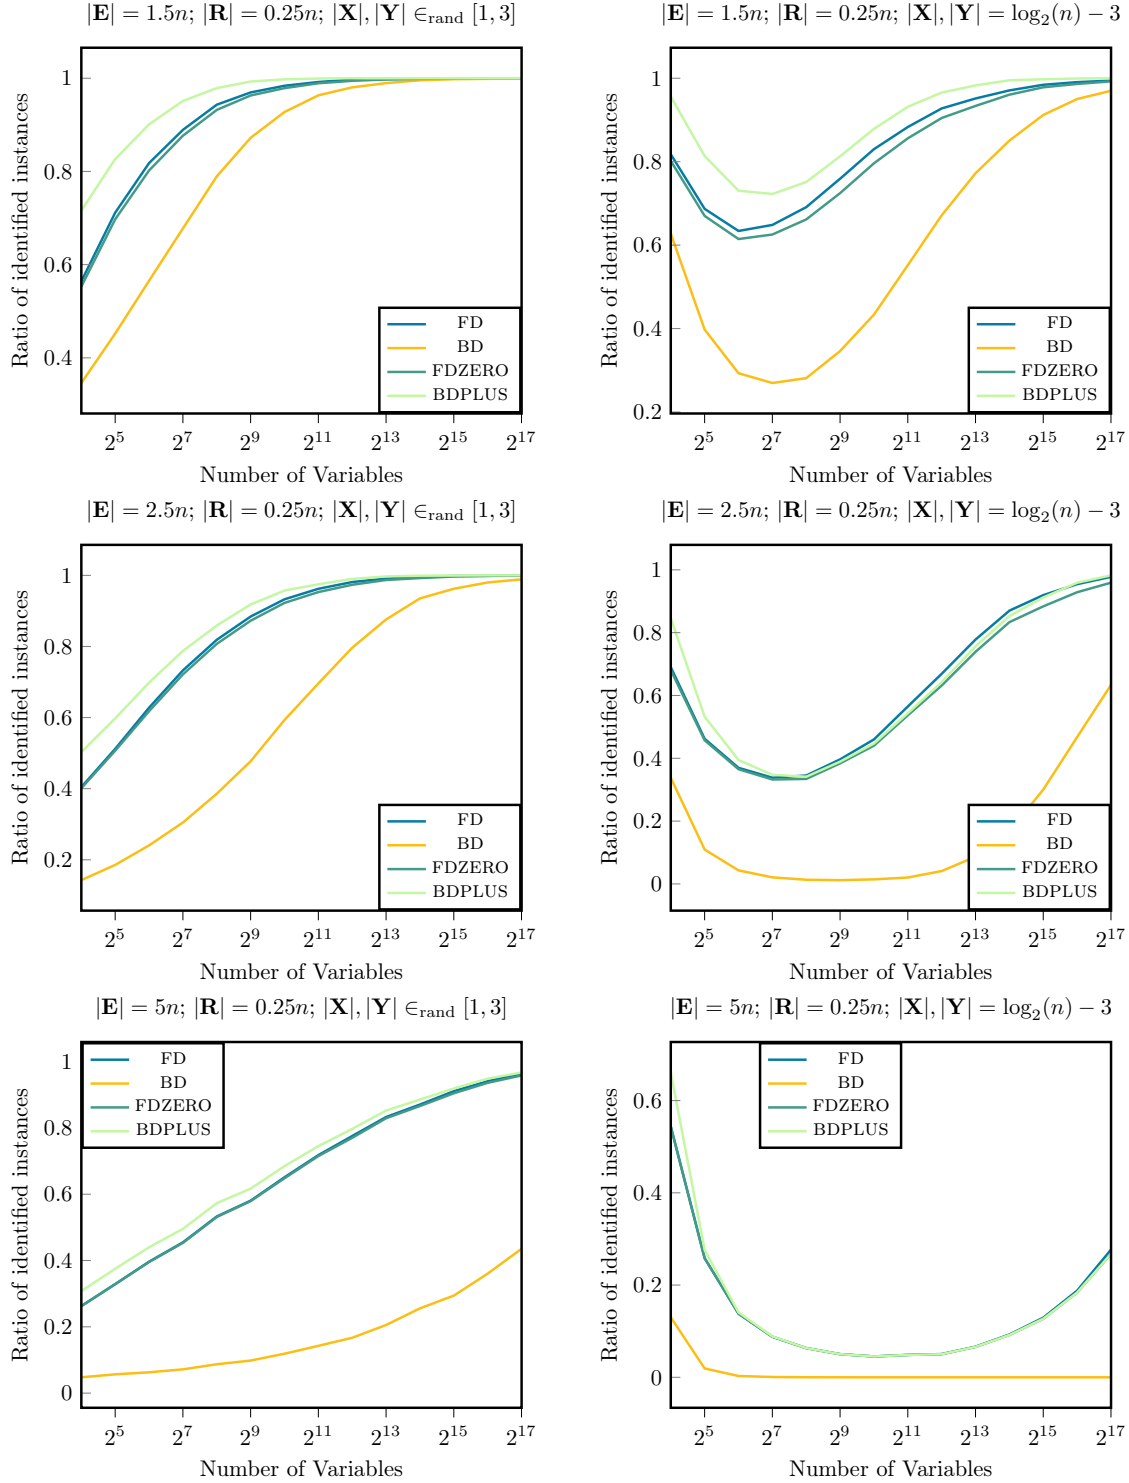 |E| = 1.5n; |R| = 0.25n; |X|, |Y| ∈rand [1, 3]
Ratio of identified instances
1
0.8
0.6
0.4
FD
BD
FDZERO
BDPLUS
2^5 2^7 2^9 2^11 2^13 2^15 2^17
Number of Variables
|E| = 1.5n; |R| = 0.25n; |X|, |Y| = log₂(n) − 3
Ratio of identified instances
1
0.8
0.6
0.4
0.2
FD
BD
FDZERO
BDPLUS
2^5 2^7 2^9 2^11 2^13 2^15 2^17
Number of Variables
|E| = 2.5n; |R| = 0.25n; |X|, |Y| ∈rand [1, 3]
Ratio of identified instances
1
0.8
0.6
0.4
0.2
FD
BD
FDZERO
BDPLUS
2^5 2^7 2^9 2^11 2^13 2^15 2^17
Number of Variables
|E| = 2.5n; |R| = 0.25n; |X|, |Y| = log₂(n) − 3
Ratio of identified instances
1
0.8
0.6
0.4
0.2
0
FD
BD
FDZERO
BDPLUS
2^5 2^7 2^9 2^11 2^13 2^15 2^17
Number of Variables
|E| = 5n; |R| = 0.25n; |X|, |Y| ∈rand [1, 3]
Ratio of identified instances
1
0.8
0.6
0.4
0.2
0
FD
BD
FDZERO
BDPLUS
2^5 2^7 2^9 2^11 2^13 2^15 2^17
Number of Variables
|E| = 5n; |R| = 0.25n; |X|, |Y| = log₂(n) − 3
Ratio of identified instances
0.6
0.4
0.2
0
FD
BD
FDZERO
BDPLUS
2^5 2^7 2^9 2^11 2^13 2^15 2^17
Number of Variables